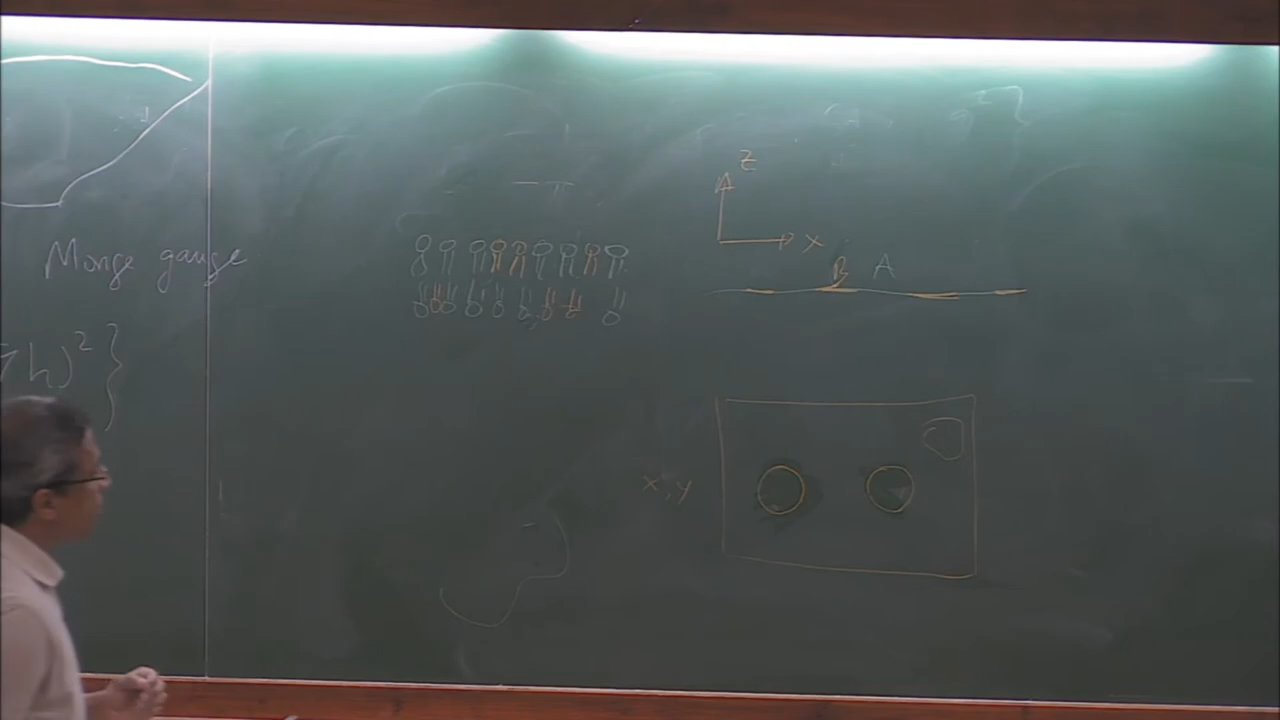 Monge gauge
∇h)² }
z
x
B A
x, y